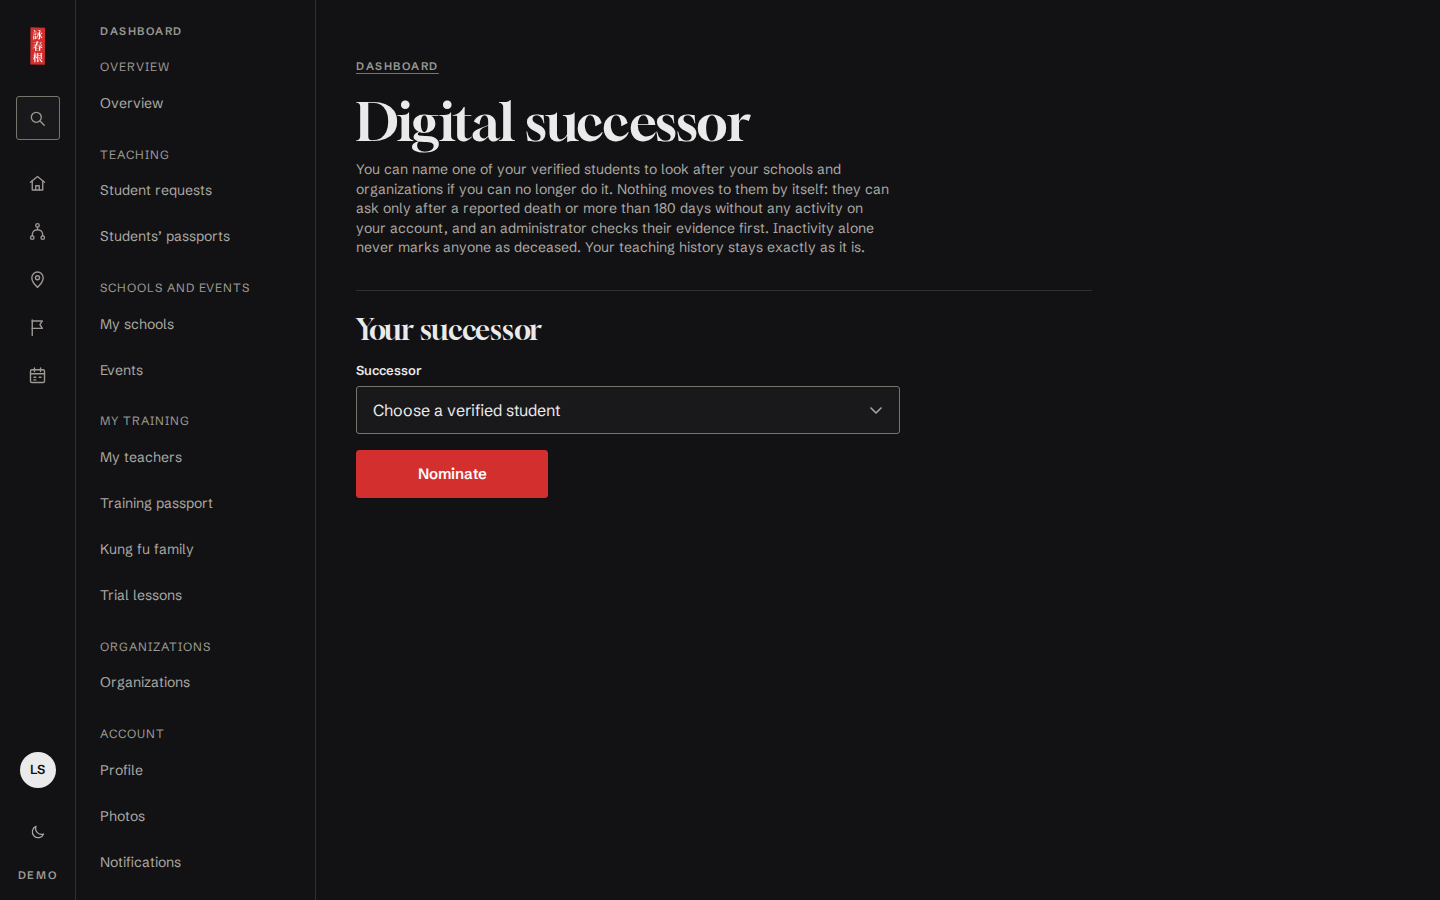 詠春根
DASHBOARD
OVERVIEW
Overview
TEACHING
Student requests
Students’ passports
SCHOOLS AND EVENTS
My schools
Events
MY TRAINING
My teachers
Training passport
Kung fu family
Trial lessons
ORGANIZATIONS
Organizations
ACCOUNT
Profile
Photos
Notifications
LS
DEMO
DASHBOARD
Digital successor
You can name one of your verified students to look after your schools and
organizations if you can no longer do it. Nothing moves to them by itself: they can
ask only after a reported death or more than 180 days without any activity on
your account, and an administrator checks their evidence first. Inactivity alone
never marks anyone as deceased. Your teaching history stays exactly as it is.
Your successor
Successor
Choose a verified student
Nominate